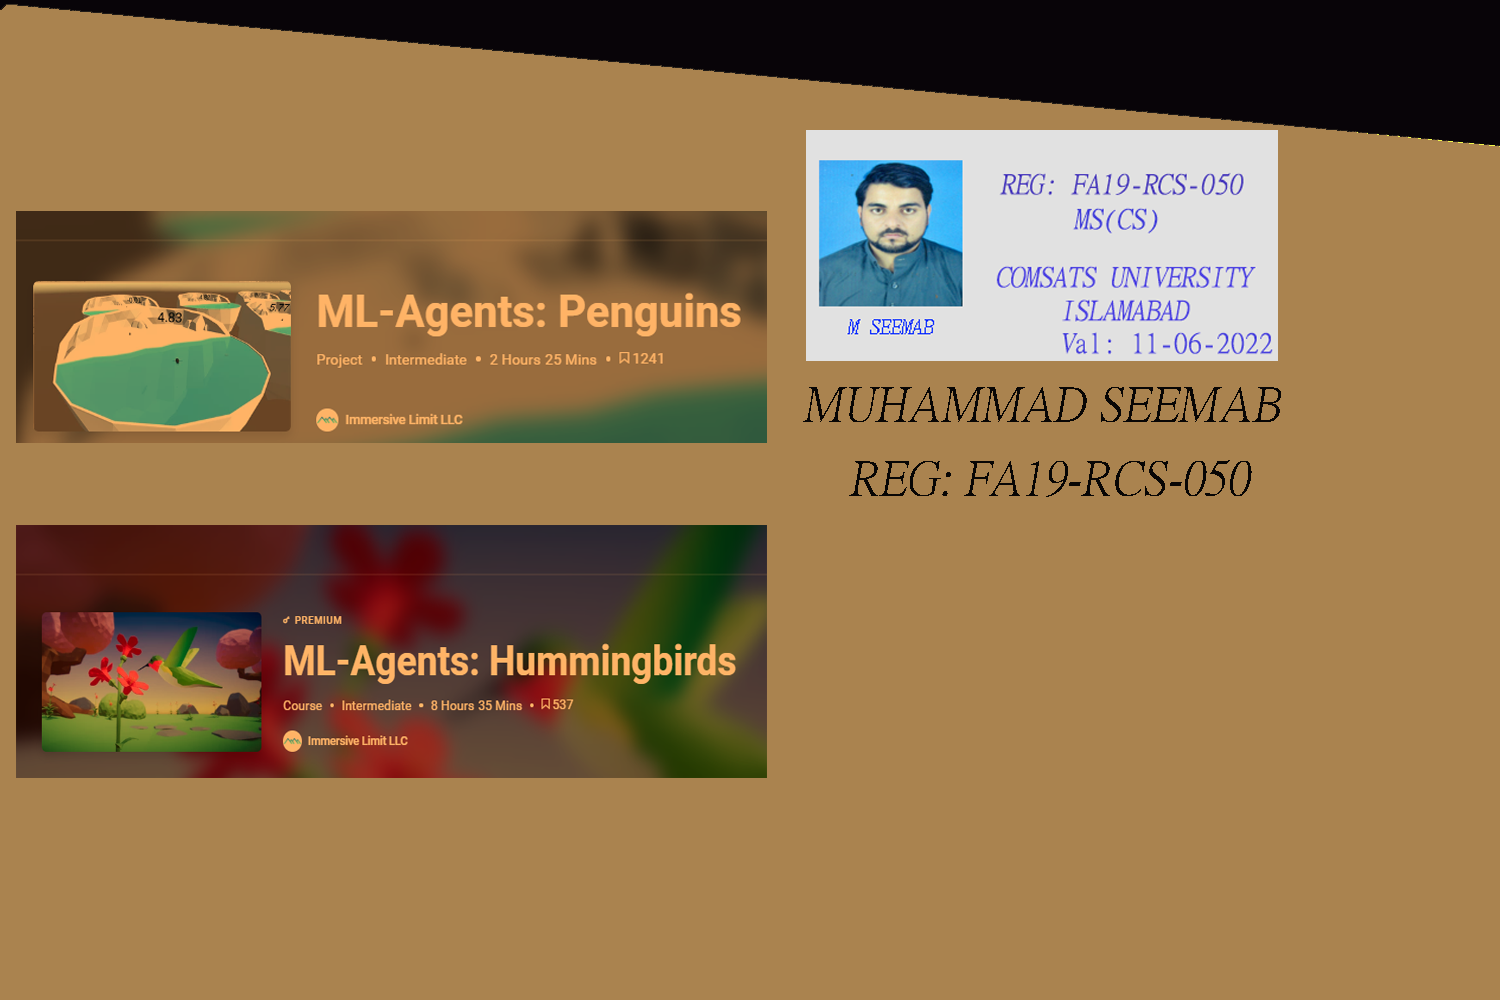 4.83
5.77
ML-Agents: Penguins
Project • Intermediate • 2 Hours 25 Mins • 1241
Immersive Limit LLC
PREMIUM
ML-Agents: Hummingbirds
Course • Intermediate • 8 Hours 35 Mins • 537
Immersive Limit LLC
REG: FA19-RCS-050
MS(CS)
COMSATS UNIVERSITY
ISLAMABAD
Val: 11-06-2022
M SEEMAB
MUHAMMAD SEEMAB
REG: FA19-RCS-050